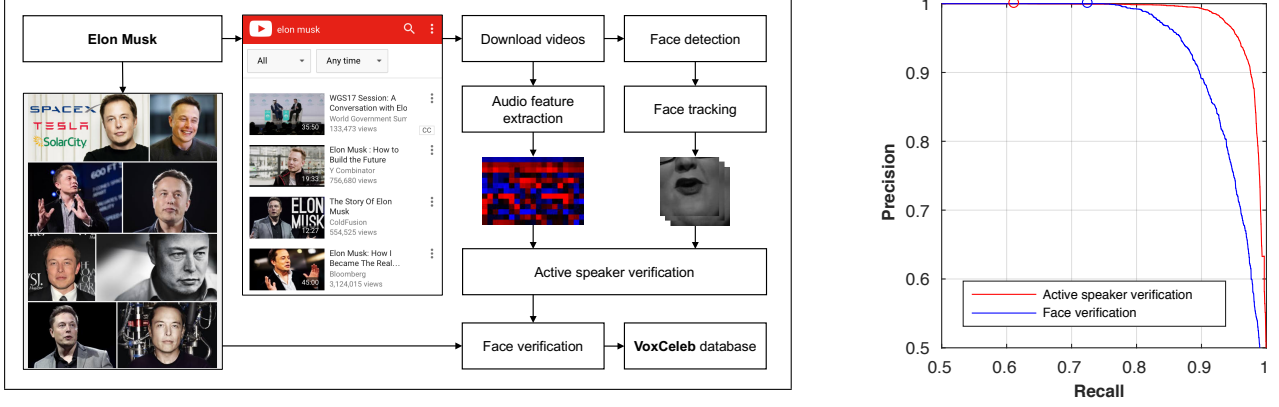 Elon Musk
SPACEX
TESLA
SolarCity
600 FT
elon musk
All
Any time
WGS17 Session: A
Conversation with Elo
World Government Sum
133,473 views
35:50
CC
Elon Musk : How to
Build the Future
Y Combinator
756,680 views
19:33
The Story Of Elon
Musk
ColdFusion
554,525 views
ELON
MUSK
12:27
Elon Musk: How I
Became The Real...
Bloomberg
3,124,015 views
45:00
Download videos
Face detection
Audio feature
extraction
Face tracking
Active speaker verification
Face verification
VoxCeleb database
1
0.9
0.8
0.7
0.6
0.5
Precision
Active speaker verification
Face verification
0.5
0.6
0.7
0.8
0.9
1
Recall